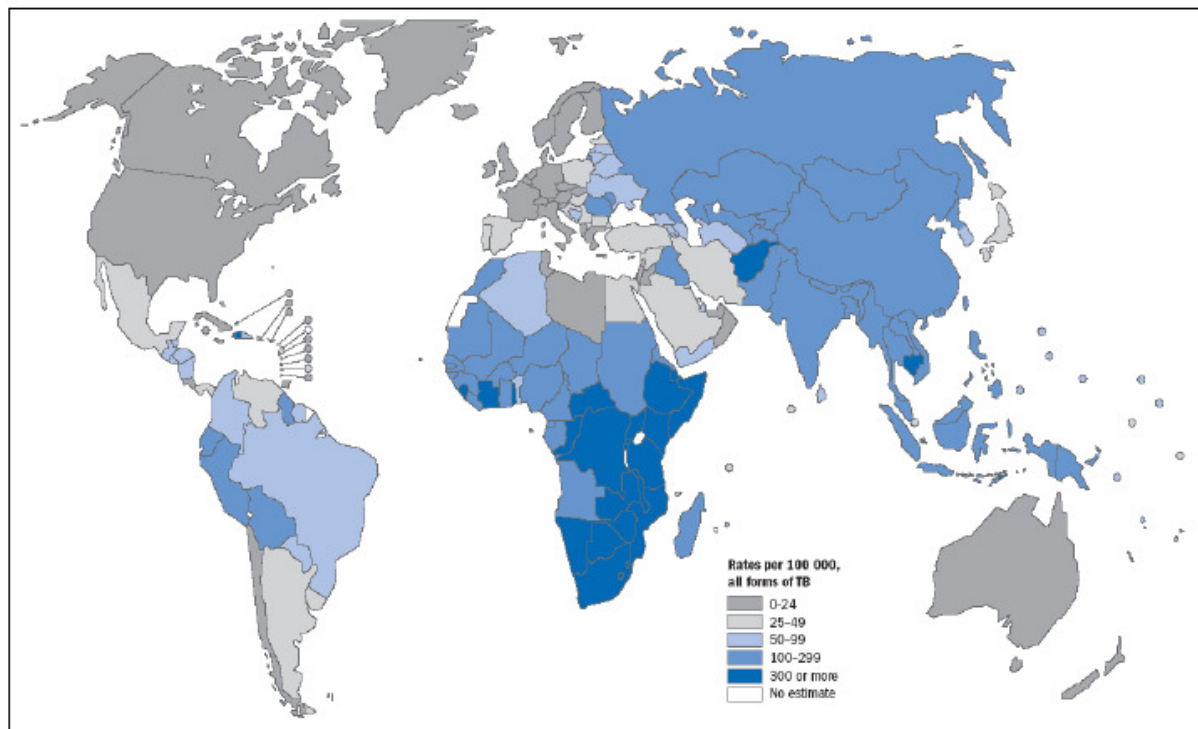 Rates per 100 000,
all forms of TB
0-24
25-49
50-99
100-299
300 or more
No estimate